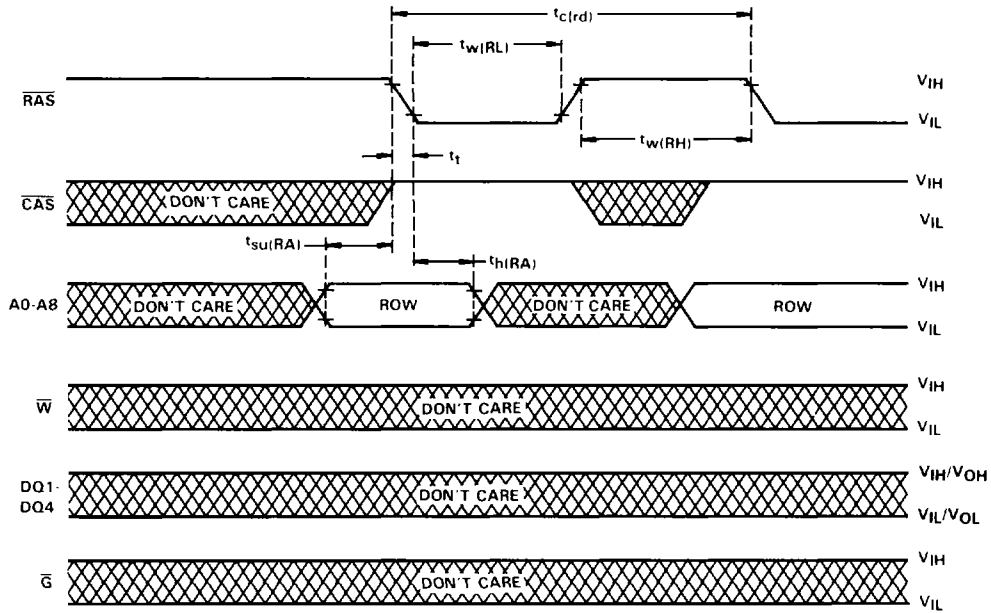 tc(rd)
tw(RL)
RAS
VIH
VIL
tw(RH)
tt
CAS
DON'T CARE
VIH
VIL
tsu(RA)
th(RA)
A0-A8
DON'T CARE
ROW
DON'T CARE
ROW
VIH
VIL
W
DON'T CARE
VIH
VIL
DQ1-
DQ4
DON'T CARE
VIH/VOH
VIL/VOL
G
DON'T CARE
VIH
VIL